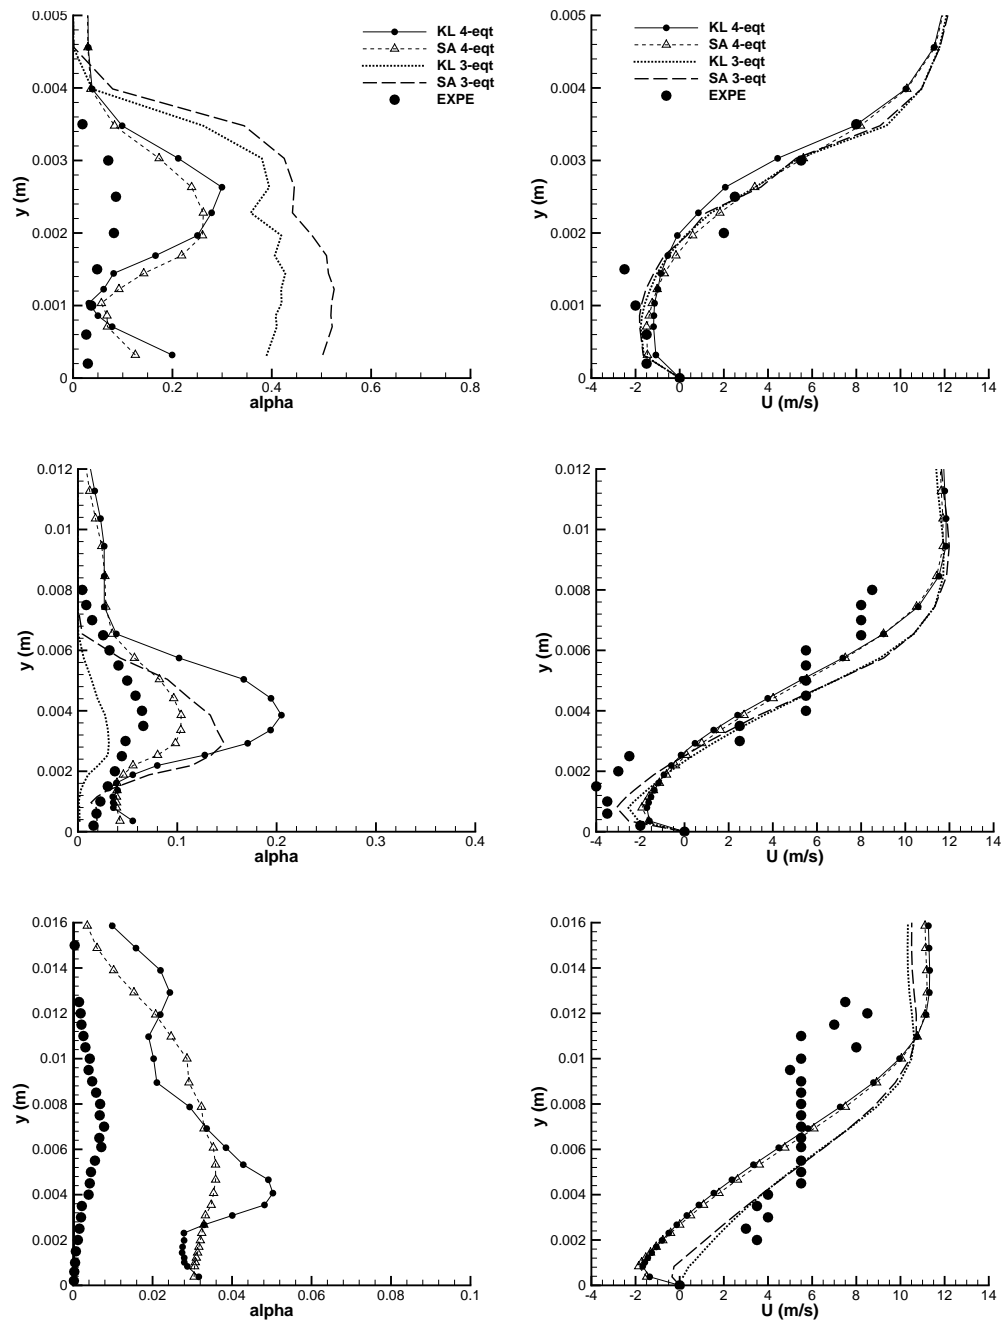 0.005
0.004
0.003
0.002
0.001
0
y (m)
0 0.2 0.4 0.6 0.8
alpha
KL 4-eqt
SA 4-eqt
KL 3-eqt
SA 3-eqt
EXPE
0.005
0.004
0.003
0.002
0.001
0
y (m)
-4 -2 0 2 4 6 8 10 12 14
U (m/s)
KL 4-eqt
SA 4-eqt
KL 3-eqt
SA 3-eqt
EXPE
0.012
0.01
0.008
0.006
0.004
0.002
0
y (m)
0 0.1 0.2 0.3 0.4
alpha
0.012
0.01
0.008
0.006
0.004
0.002
0
y (m)
-4 -2 0 2 4 6 8 10 12 14
U (m/s)
0.016
0.014
0.012
0.01
0.008
0.006
0.004
0.002
0
y (m)
0 0.02 0.04 0.06 0.08 0.1
alpha
0.016
0.014
0.012
0.01
0.008
0.006
0.004
0.002
0
y (m)
-4 -2 0 2 4 6 8 10 12 14
U (m/s)